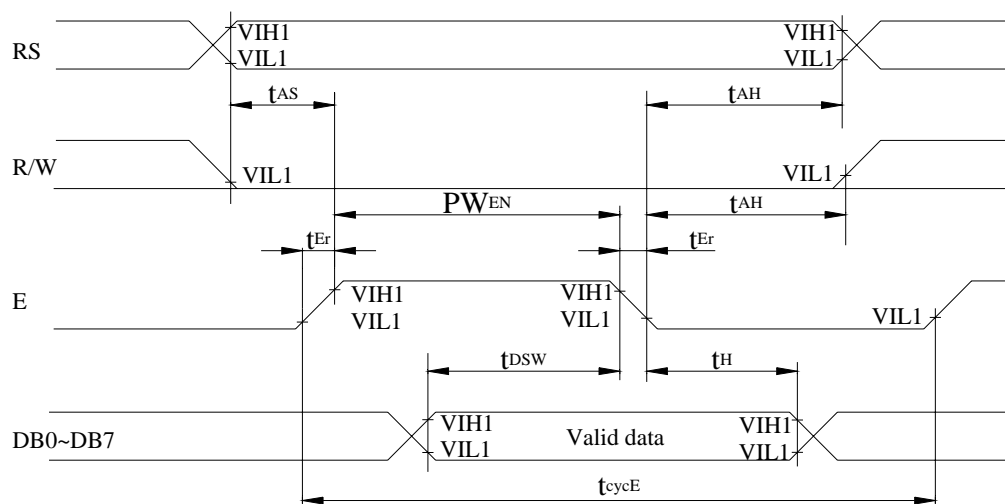 RS
VIH1
VIL1
VIH1
VIL1
tAS
tAH
R/W
VIL1
VIL1
PWEN
tAH
tEr
tEr
E
VIH1
VIL1
VIH1
VIL1
VIL1
tDSW
tH
DB0~DB7
VIH1
VIL1
Valid data
VIH1
VIL1
tcycE